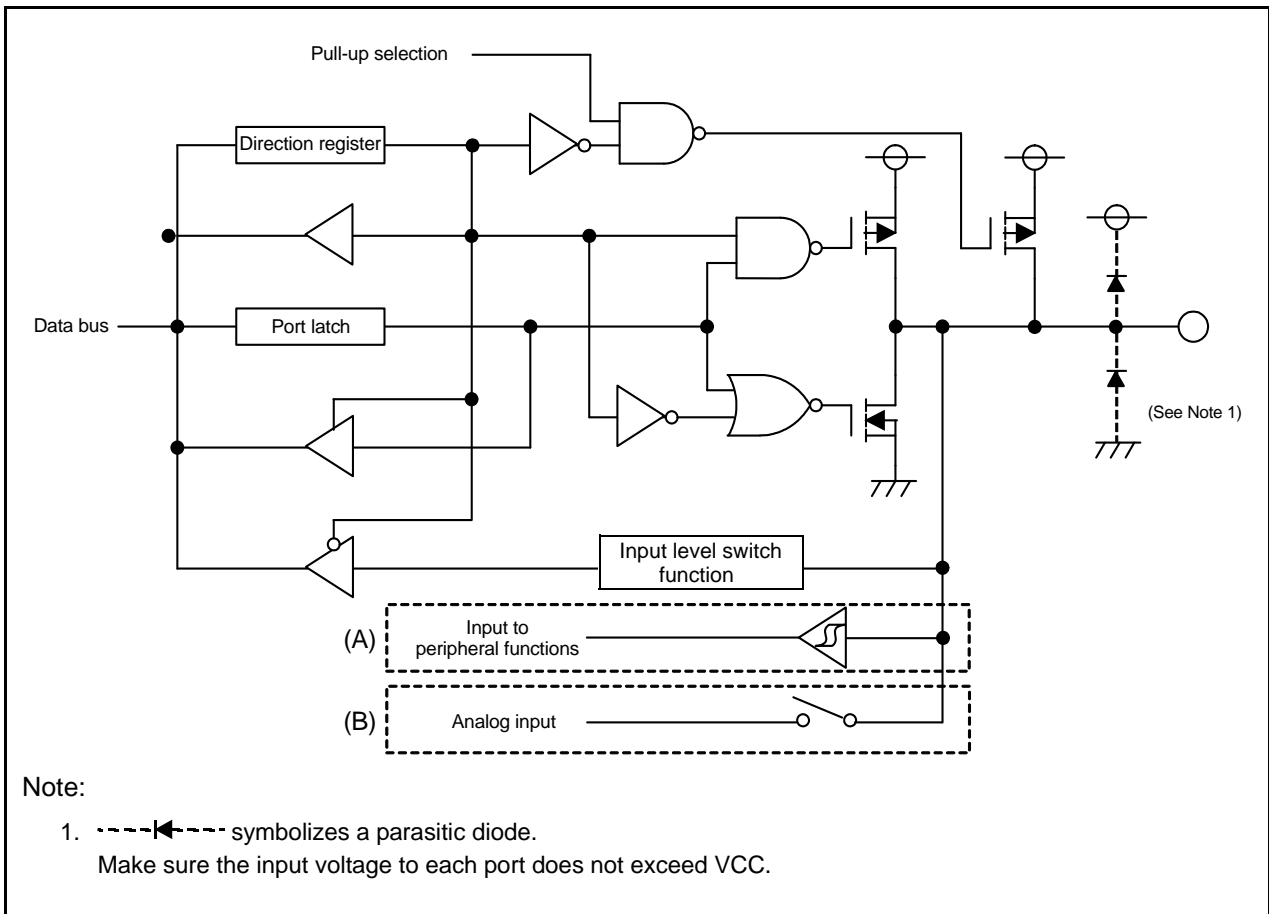 Pull-up selection
Direction register
Data bus
Port latch
(See Note 1)
Input level switch
function
(A)
Input to
peripheral functions
(B)
Analog input
Note:
1. symbolizes a parasitic diode.
Make sure the input voltage to each port does not exceed VCC.